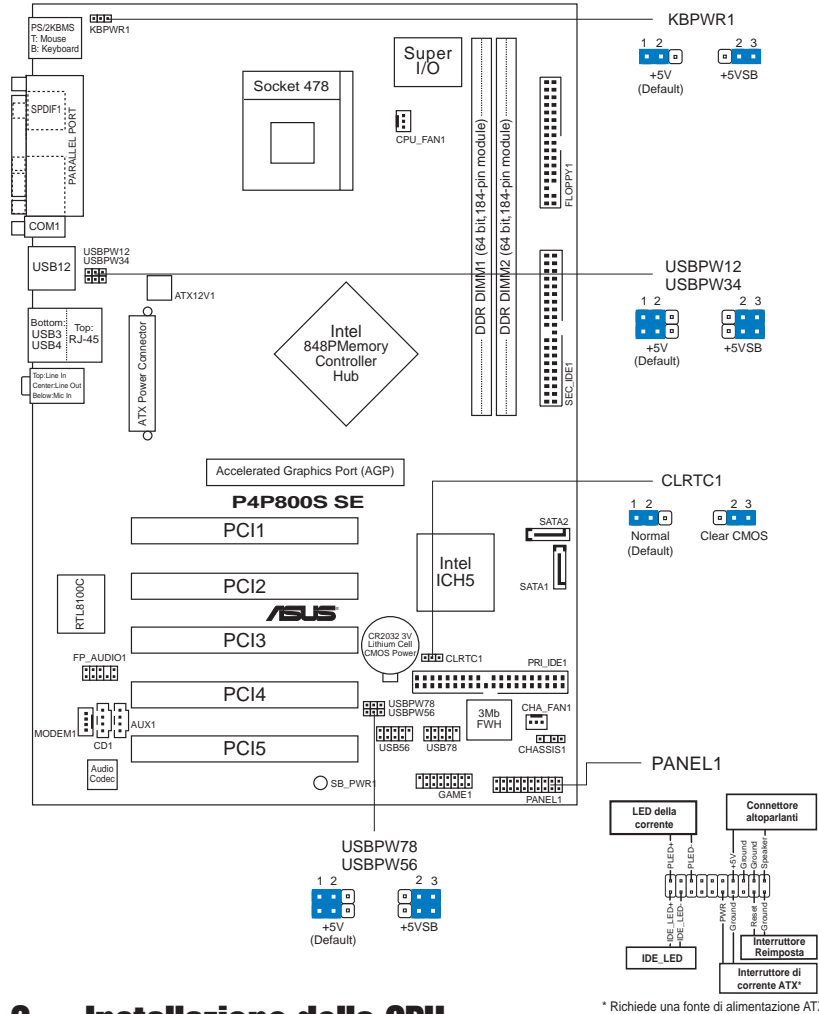 PS/2KBMS
T: Mouse
B: Keyboard
KBPWR1
KBPWR1
1 2
2 3
+5V
(Default)
+5VSB
Super
I/O
Socket 478
CPU_FAN1
SPDIF1
PARALLEL PORT
DDR DIMM1 (64 bit,184-pin module)
DDR DIMM2 (64 bit,184-pin module)
FLOPPY1
COM1
USB12
USBPW12
USBPW34
ATX12V1
USBPW12
USBPW34
1 2
2 3
+5V
(Default)
+5VSB
Bottom:
USB3
USB4
Top:
RJ-45
Top:Line In
Center:Line Out
Below:Mic In
ATX Power Connector
Intel
848PMemory
Controller
Hub
SEC_IDE1
Accelerated Graphics Port (AGP)
P4P800S SE
CLRTC1
1 2
2 3
Normal
(Default)
Clear CMOS
PCI1
PCI2
PCI3
PCI4
PCI5
Intel
ICH5
SATA2
SATA1
RTL8100C
ASUS
CR2032 3V
Lithium Cell
CMOS Power
CLRTC1
PRI_IDE1
FP_AUDIO1
USBPW78
USBPW56
3Mb
FWH
CHA_FAN1
MODEM1
CD1
AUX1
USB56
USB78
CHASSIS1
Audio
Codec
SB_PWR1
GAME1
PANEL1
PANEL1
LED della
corrente
Connettore
altoparlanti
PLED+
PLED-
+5V
Ground
Ground
Speaker
IDE_LED+
IDE_LED-
PWR
Ground
Reset
Ground
IDE_LED
Interruttore
Reimposta
Interruttore di
corrente ATX*
USBPW78
USBPW56
1 2
2 3
+5V
(Default)
+5VSB
* Richiede una fonte di alimentazione ATX